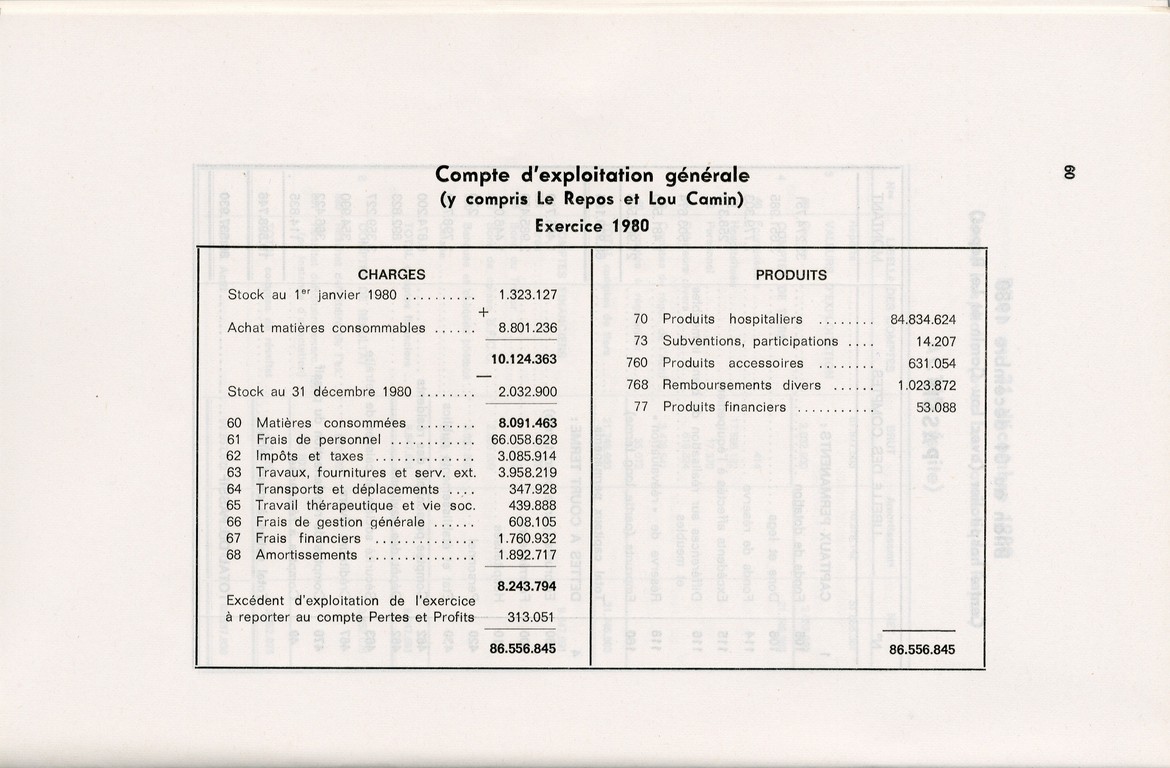 60
Compte d'exploitation générale
(y compris Le Repos et Lou Camin)
Exercice 1980
CHARGES
Stock au 1er janvier 1980 .......... 1.323.127
+
Achat matières consommables ...... 8.801.236
10.124.363
—
Stock au 31 décembre 1980 ........ 2.032.900
60 Matières consommées ........ 8.091.463
61 Frais de personnel ............ 66.058.628
62 Impôts et taxes .............. 3.085.914
63 Travaux, fournitures et serv. ext. 3.958.219
64 Transports et déplacements .... 347.928
65 Travail thérapeutique et vie soc. 439.888
66 Frais de gestion générale ...... 608.105
67 Frais financiers .............. 1.760.932
68 Amortissements ............... 1.892.717
8.243.794
Excédent d'exploitation de l'exercice
à reporter au compte Pertes et Profits 313.051
86.556.845
PRODUITS
70 Produits hospitaliers ........ 84.834.624
73 Subventions, participations .... 14.207
760 Produits accessoires ........ 631.054
768 Remboursements divers ...... 1.023.872
77 Produits financiers ........... 53.088
86.556.845